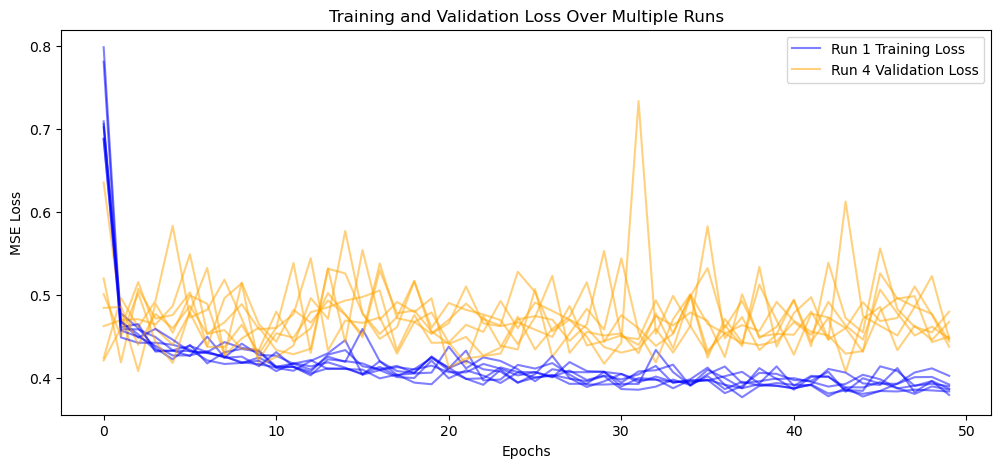 Training and Validation Loss Over Multiple Runs
Run 1 Training Loss
Run 4 Validation Loss
MSE Loss
0.8
0.7
0.6
0.5
0.4
0
10
20
30
40
50
Epochs